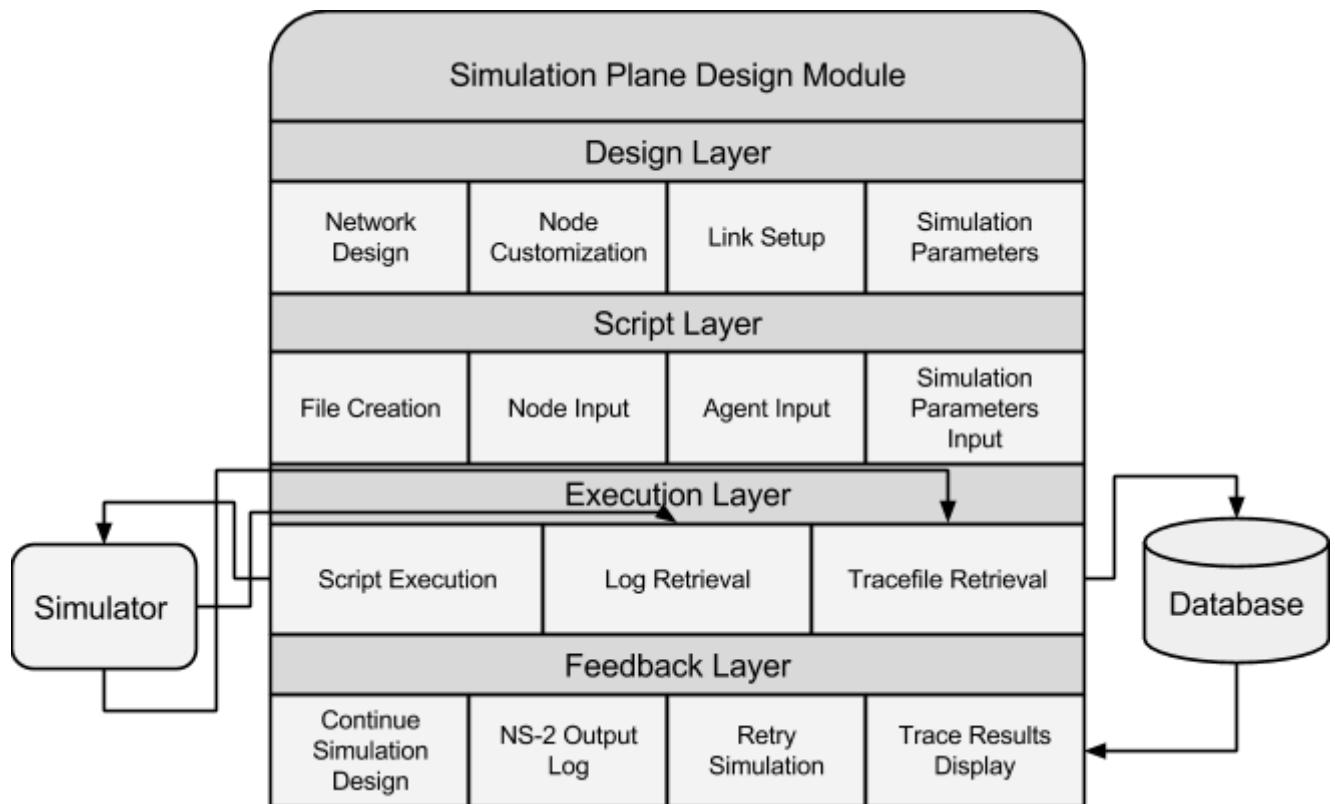 Simulation Plane Design Module
Design Layer
Network
Design
Node
Customization
Link Setup
Simulation
Parameters
Script Layer
File Creation
Node Input
Agent Input
Simulation
Parameters
Input
Execution Layer
Script Execution
Log Retrieval
Tracefile Retrieval
Simulator
Database
Feedback Layer
Continue
Simulation
Design
NS-2 Output
Log
Retry
Simulation
Trace Results
Display